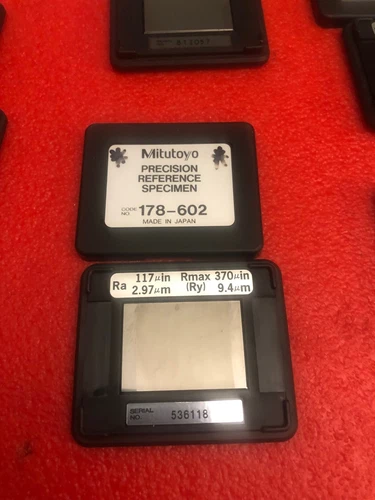 Mitutoyo
PRECISION
REFERENCE
SPECIMEN
CODE NO. 178-602
MADE IN JAPAN
Ra 117μin Rmax 370μin
2.97μm (Ry) 9.4μm
SERIAL NO. 536118